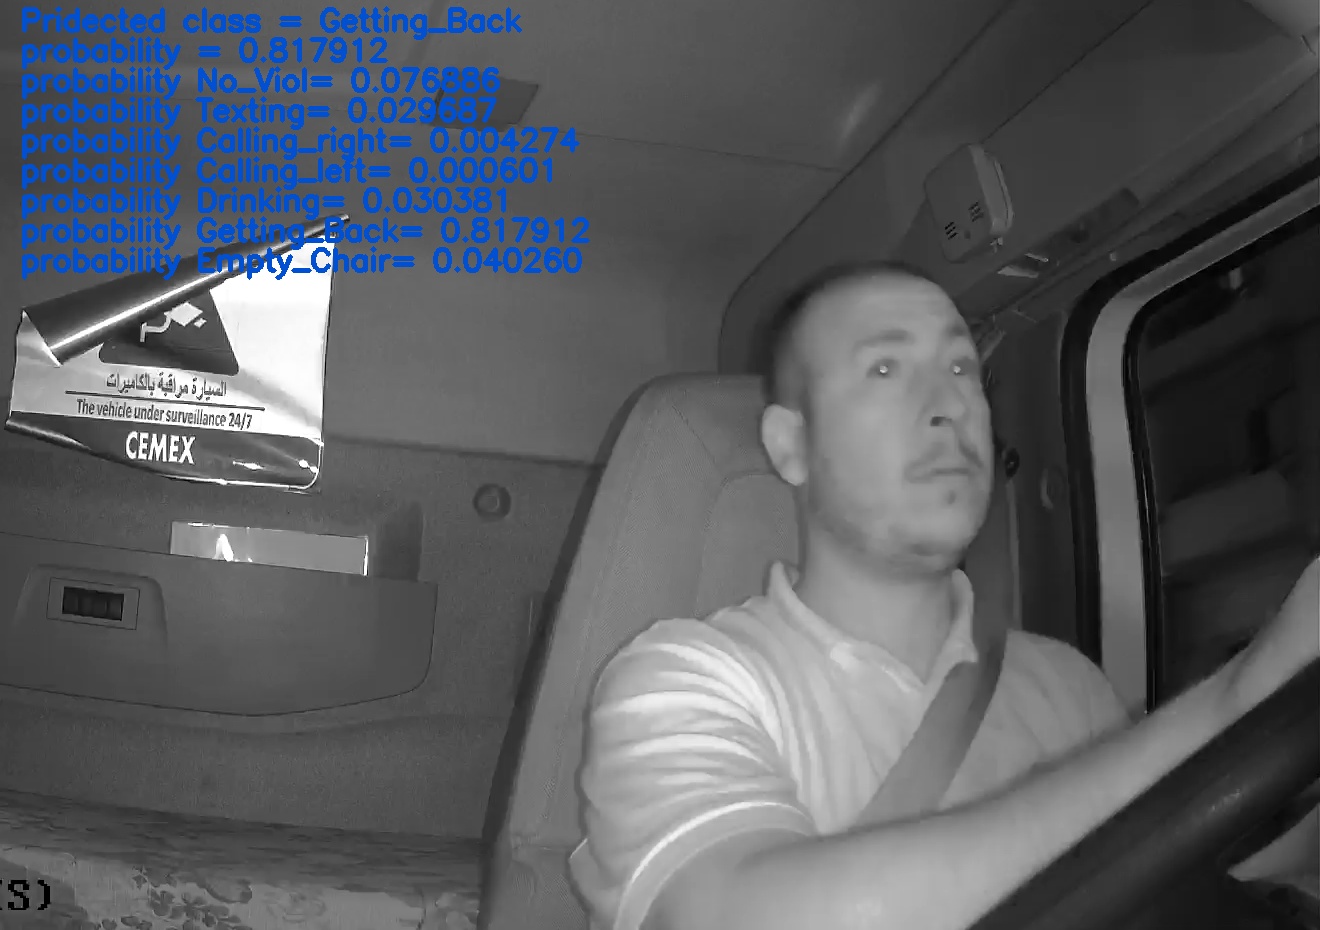 Pridected class = Getting_Back
probability = 0.817912
probability No_Viol= 0.076886
probability Texting= 0.029687
probability Calling_right= 0.004274
probability Calling_left= 0.000601
probability Drinking= 0.030381
probability Getting_Back= 0.817912
probability Empty_Chair= 0.040260
السيارة مراقبة بالكاميرات
The vehicle under surveillance 24/7
CEMEX
S)